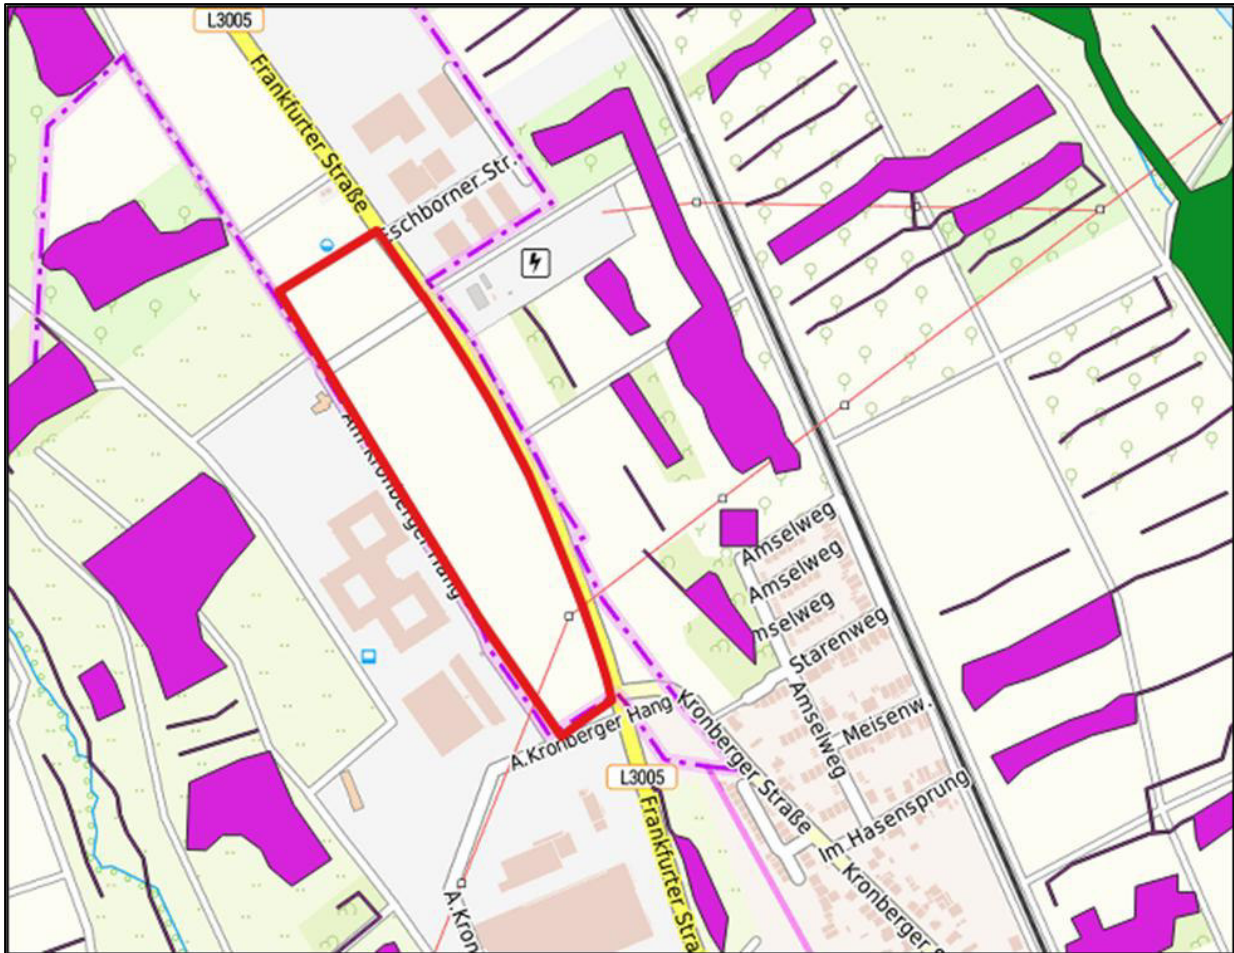 L3005
Frankfurter Straße
Eschborner Str.
Am Kronberger Hang
Amselweg
Amselweg
mselweg
Starenweg
Amselweg
Meisenw.
Kronberger Straße
A.Kronberger Hang
L3005
Im Hasensprung
Frankfurter Stra
Kronberger S
A.Kron